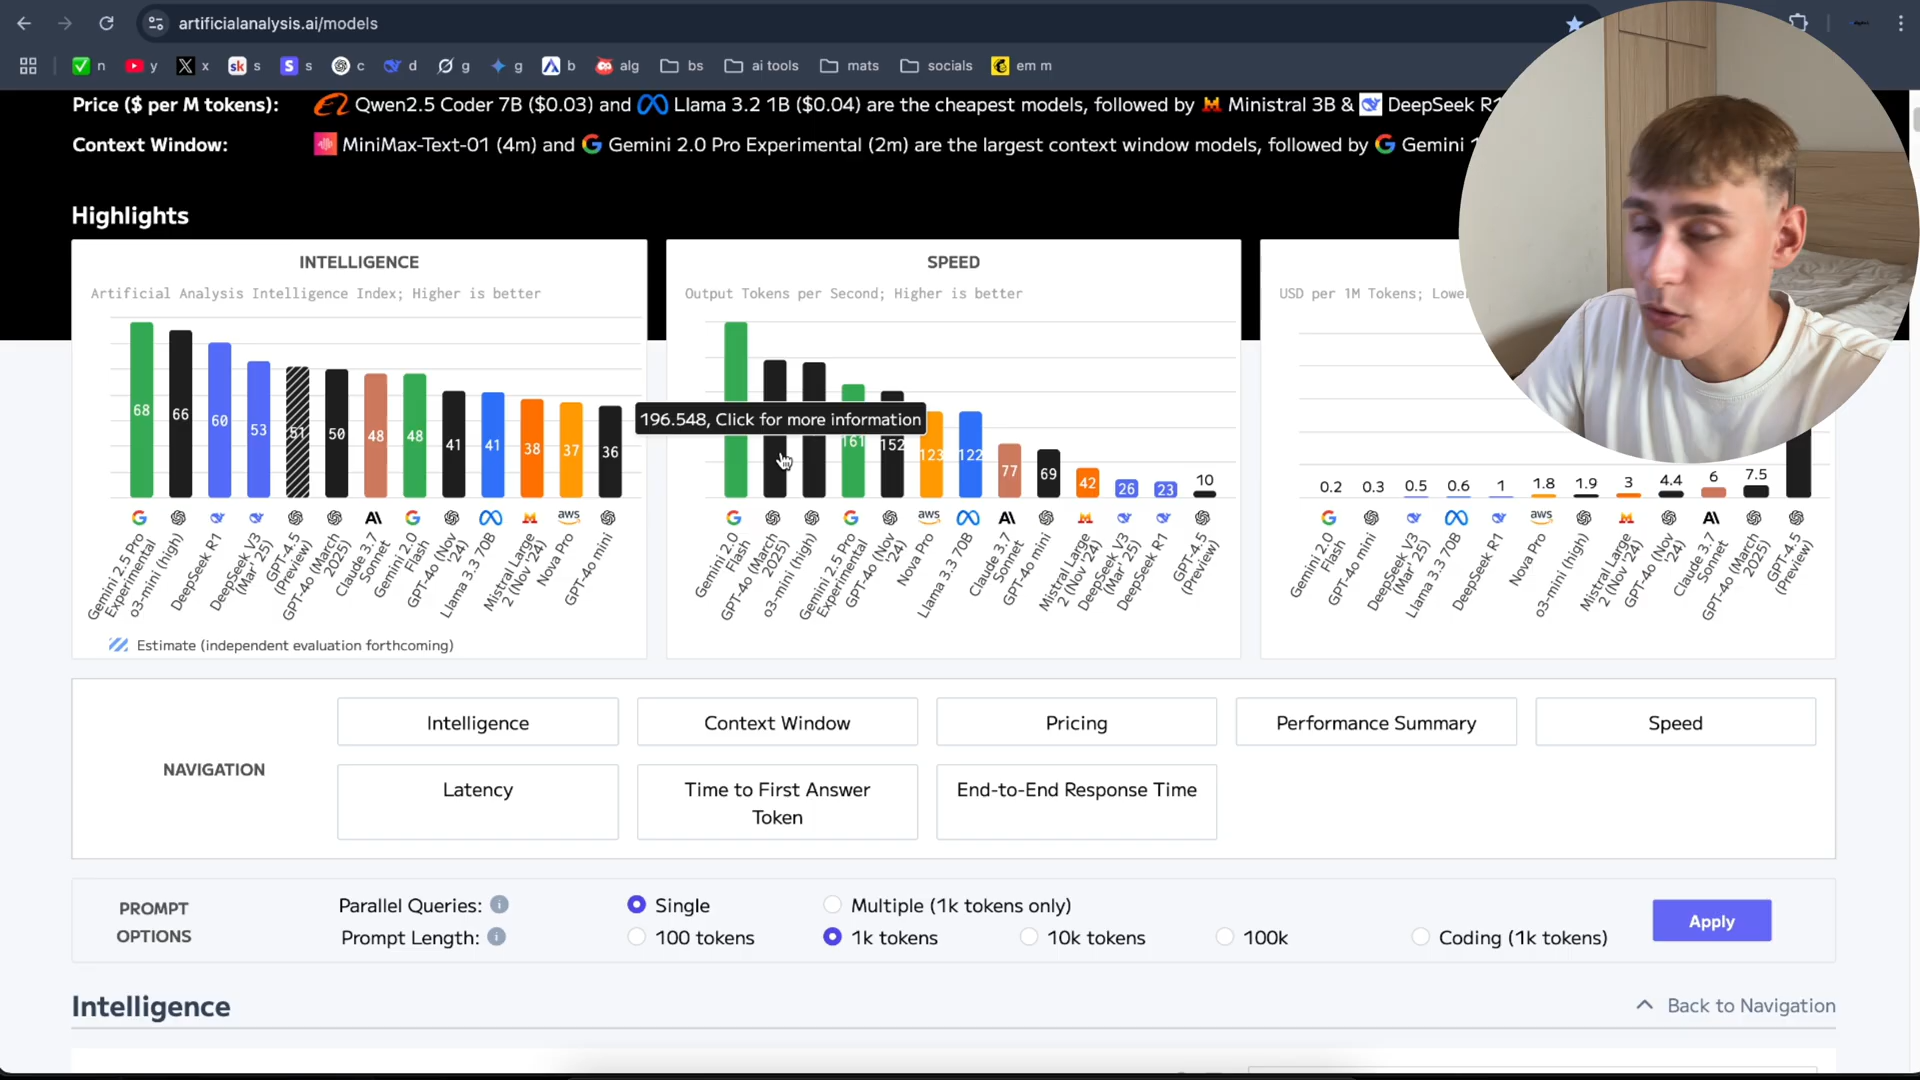 artificialanalysis.ai/models
n y x s s c d g g b alg bs ai tools mats socials em m
Price ($ per M tokens): Qwen2.5 Coder 7B ($0.03) and Llama 3.2 1B ($0.04) are the cheapest models, followed by Ministral 3B & DeepSeek R1
Context Window: MiniMax-Text-01 (4m) and Gemini 2.0 Pro Experimental (2m) are the largest context window models, followed by Gemini
Highlights
INTELLIGENCE
Artificial Analysis Intelligence Index; Higher is better
68 66 60 53 51 50 48 48 41 41 38 37 36
aws
Gemini 2.5 Pro Experimental
o3-mini (high)
DeepSeek R1
DeepSeek V3 (Mar' 25)
GPT-4.5 (Preview)
GPT-4o (March 2025)
Claude 3.7 Sonnet
Gemini 2.0 Flash
GPT-4o (Nov '24)
Llama 3.3 70B
Mistral Large 2 (Nov '24)
Nova Pro
GPT-4o mini
Estimate (independent evaluation forthcoming)
SPEED
Output Tokens per Second; Higher is better
196.548, Click for more information
161 152 123 122 77 69 42 26 23 10
aws
Gemini 2.0 Flash
GPT-4o (March 2025)
o3-mini (high)
Gemini 2.5 Pro Experimental
GPT-4o (Nov '24)
Nova Pro
Llama 3.3 70B
Claude 3.7 Sonnet
GPT-4o mini
Mistral Large 2 (Nov '24)
DeepSeek V3 (Mar' 25)
DeepSeek R1
GPT-4.5 (Preview)
USD per 1M Tokens;
0.2 0.3 0.5 0.6 1 1.8 1.9 3 4.4 6 7.5
aws
Gemini 2.0 Flash
GPT-4o mini
DeepSeek V3 (Mar' 25)
Llama 3.3 70B
DeepSeek R1
Nova Pro
o3-mini (high)
Mistral Large 2 (Nov '24)
GPT-4o (Nov '24)
Claude 3.7 Sonnet
GPT-4o (March 2025)
GPT-4.5 (Preview)
NAVIGATION
Intelligence
Context Window
Pricing
Performance Summary
Speed
Latency
Time to First Answer
Token
End-to-End Response Time
PROMPT
OPTIONS
Parallel Queries: Single Multiple (1k tokens only)
Prompt Length: 100 tokens 1k tokens 10k tokens 100k Coding (1k tokens)
Apply
Intelligence
Back to Navigation